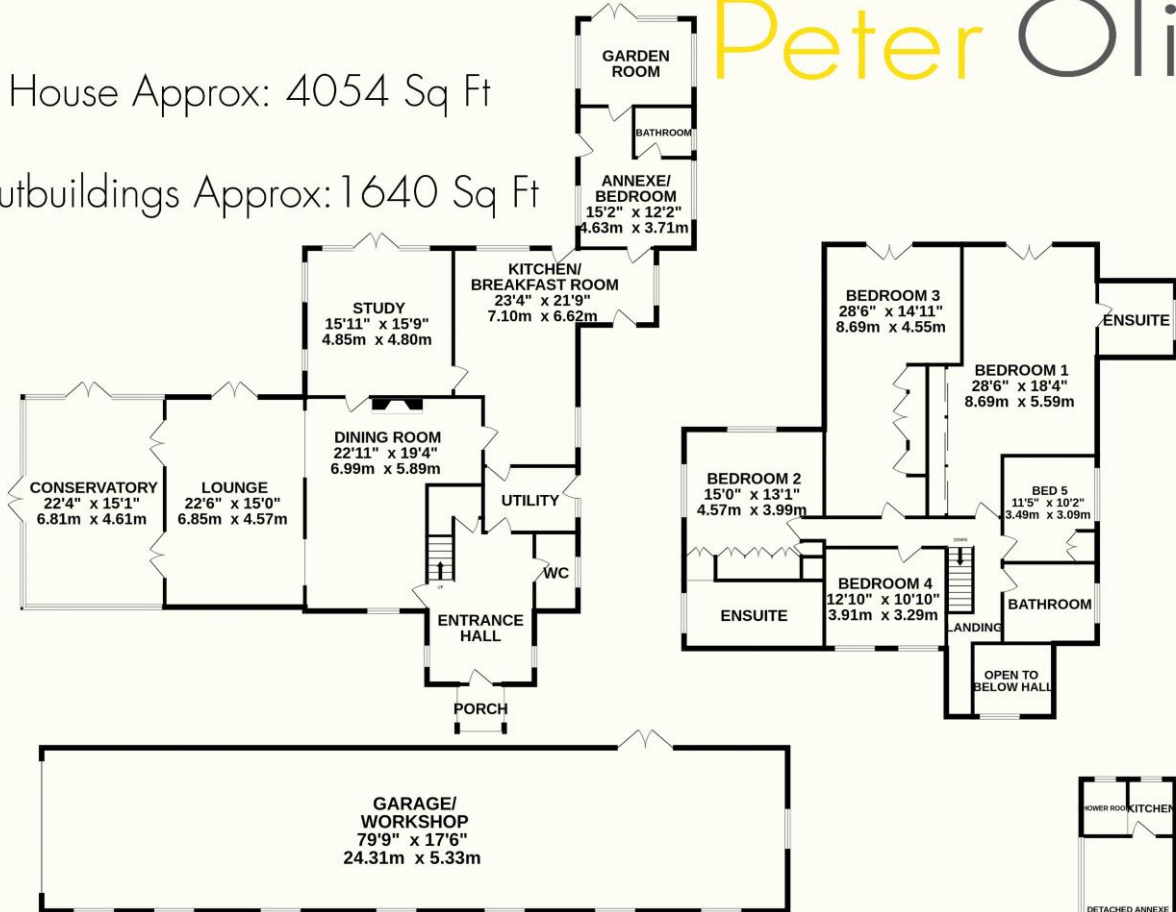 Peter Oli
House Approx: 4054 Sq Ft
utbuildings Approx:1640 Sq Ft
GARDEN
ROOM
BATHROOM
ANNEXE/
BEDROOM
15'2" x 12'2"
4.63m x 3.71m
KITCHEN/
BREAKFAST ROOM
23'4" x 21'9"
7.10m x 6.62m
STUDY
15'11" x 15'9"
4.85m x 4.80m
DINING ROOM
22'11" x 19'4"
6.99m x 5.89m
CONSERVATORY
22'4" x 15'1"
6.81m x 4.61m
LOUNGE
22'6" x 15'0"
6.85m x 4.57m
UTILITY
WC
UP
ENTRANCE
HALL
PORCH
BEDROOM 3
28'6" x 14'11"
8.69m x 4.55m
ENSUITE
BEDROOM 1
28'6" x 18'4"
8.69m x 5.59m
BEDROOM 2
15'0" x 13'1"
4.57m x 3.99m
BED 5
11'5" x 10'2"
3.49m x 3.09m
DOWN
BEDROOM 4
12'10" x 10'10"
3.91m x 3.29m
ENSUITE
BATHROOM
LANDING
OPEN TO
BELOW HALL
GARAGE/
WORKSHOP
79'9" x 17'6"
24.31m x 5.33m
HOWER ROO
KITCHEN
DETACHED ANNEXE